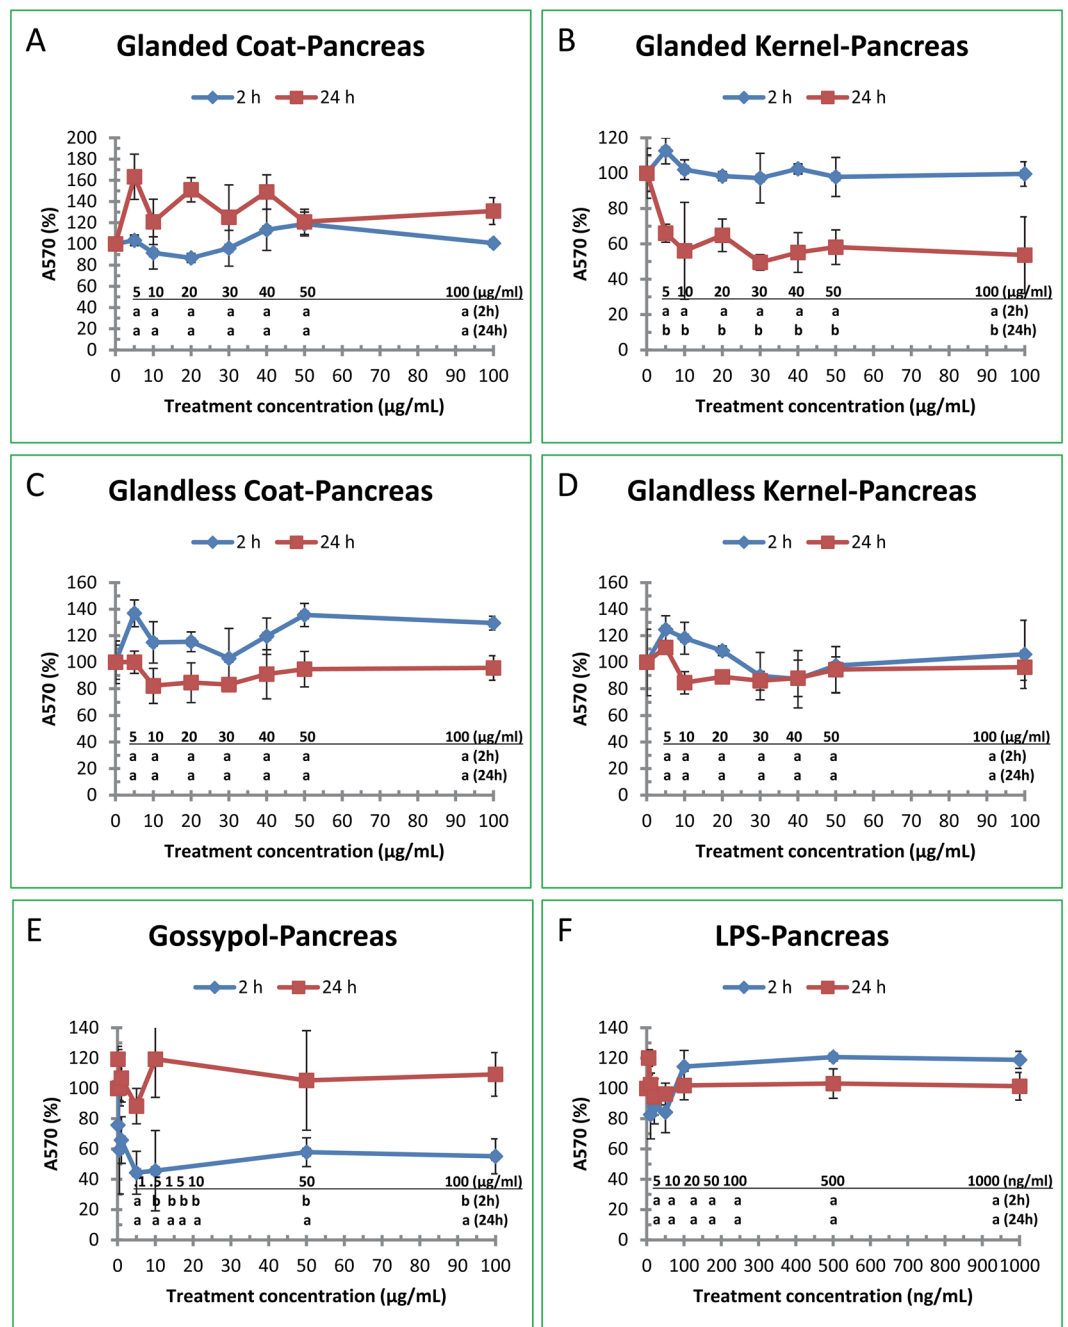 A
Glanded Coat-Pancreas
2 h 24 h
200
180
160
140
120
100
80
60
40
20
0
A570 (%)
5 10 20 30 40 50 100 (µg/ml)
a a a a a a a (2h)
a a a a a a a (24h)
0 10 20 30 40 50 60 70 80 90 100
Treatment concentration (µg/mL)
B
Glanded Kernel-Pancreas
2 h 24 h
120
100
80
60
40
20
0
A570 (%)
5 10 20 30 40 50 100 (µg/ml)
a a a a a a a (2h)
b b b b b b b (24h)
0 10 20 30 40 50 60 70 80 90 100
Treatment concentration (µg/mL)
C
Glandless Coat-Pancreas
2 h 24 h
160
140
120
100
80
60
40
20
0
A570 (%)
5 10 20 30 40 50 100 (µg/ml)
a a a a a a a (2h)
a a a a a a a (24h)
0 10 20 30 40 50 60 70 80 90 100
Treatment concentration (µg/mL)
D
Glandless Kernel-Pancreas
2 h 24 h
160
140
120
100
80
60
40
20
0
A570 (%)
5 10 20 30 40 50 100 (µg/ml)
a a a a a a a (2h)
a a a a a a a (24h)
0 10 20 30 40 50 60 70 80 90 100
Treatment concentration (µg/mL)
E
Gossypol-Pancreas
2 h 24 h
140
120
100
80
60
40
20
0
A570 (%)
.1 .5 1 5 10 50 100 (µg/ml)
a b b b b b b (2h)
a a a a a a a (24h)
0 10 20 30 40 50 60 70 80 90 100
Treatment concentration (µg/mL)
F
LPS-Pancreas
2 h 24 h
140
120
100
80
60
40
20
0
A570 (%)
5 10 20 50 100 500 1000 (ng/ml)
a a a a a a a (2h)
a a a a a a a (24h)
0 100 200 300 400 500 600 700 800 900 1000
Treatment concentration (ng/mL)